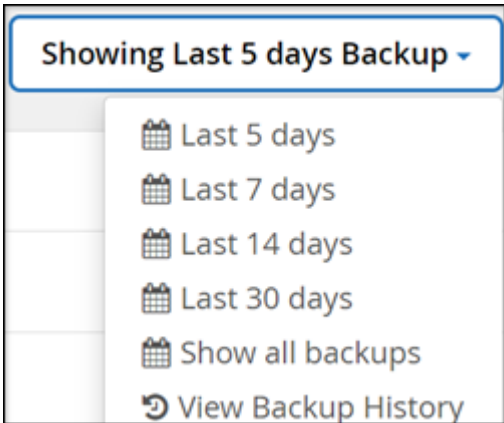 Showing Last 5 days Backup
Last 5 days
Last 7 days
Last 14 days
Last 30 days
Show all backups
View Backup History